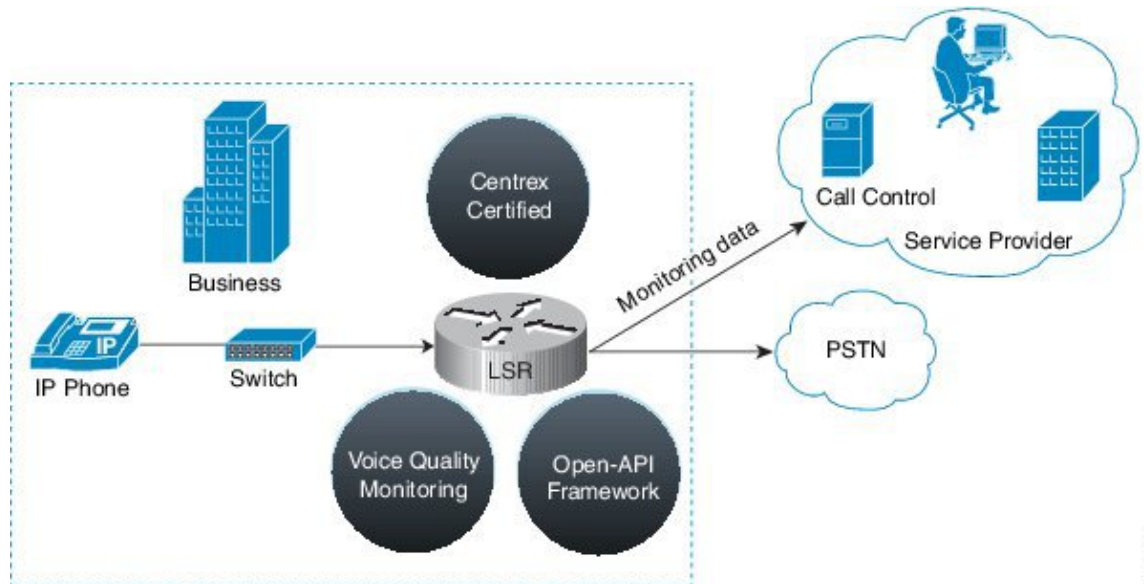 Centrex
Certified
Business
IP
IP Phone
Switch
LSR
Voice Quality
Monitoring
Open-API
Framework
Monitoring data
Call Control
Service Provider
PSTN